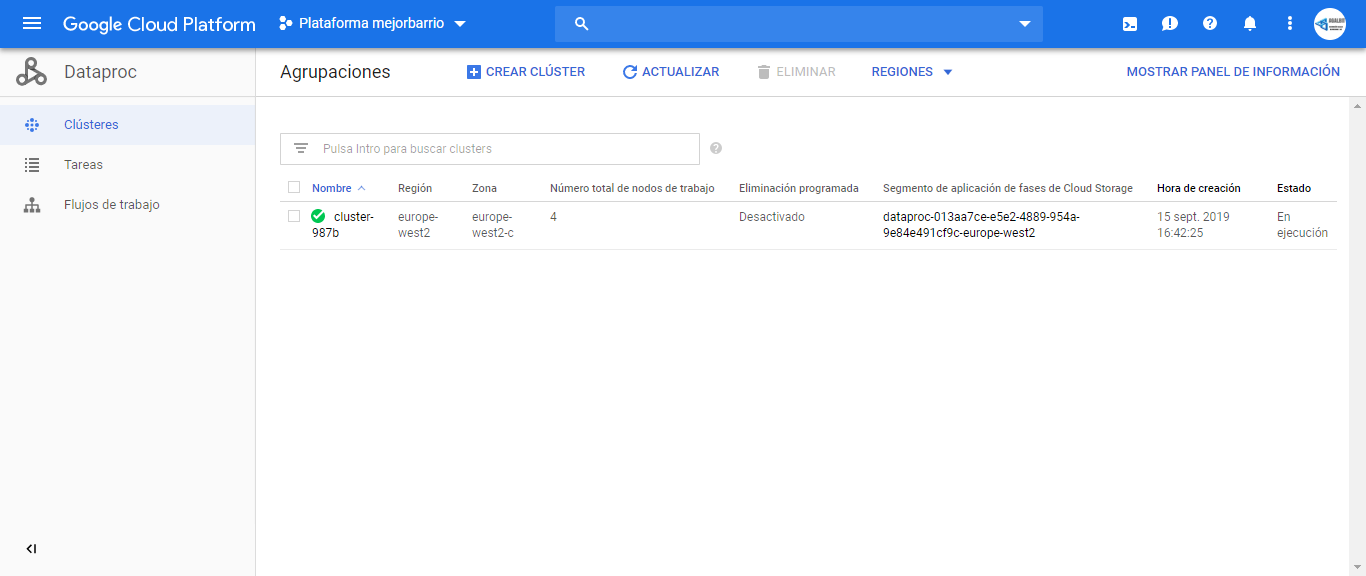 Google Cloud Platform
Plataforma mejorbarrio
Dataproc
Agrupaciones
CREAR CLÚSTER
ACTUALIZAR
ELIMINAR
REGIONES
MOSTRAR PANEL DE INFORMACIÓN
Clústeres
Tareas
Flujos de trabajo
Pulsa Intro para buscar clusters
Nombre Región Zona Número total de nodos de trabajo Eliminación programada Segmento de aplicación de fases de Cloud Storage Hora de creación Estado
cluster- europe- europe- 4 Desactivado dataproc-013aa7ce-e5e2-4889-954a- 15 sept. 2019 En
987b west2 west2-c 9e84e491cf9c-europe-west2 16:42:25 ejecución